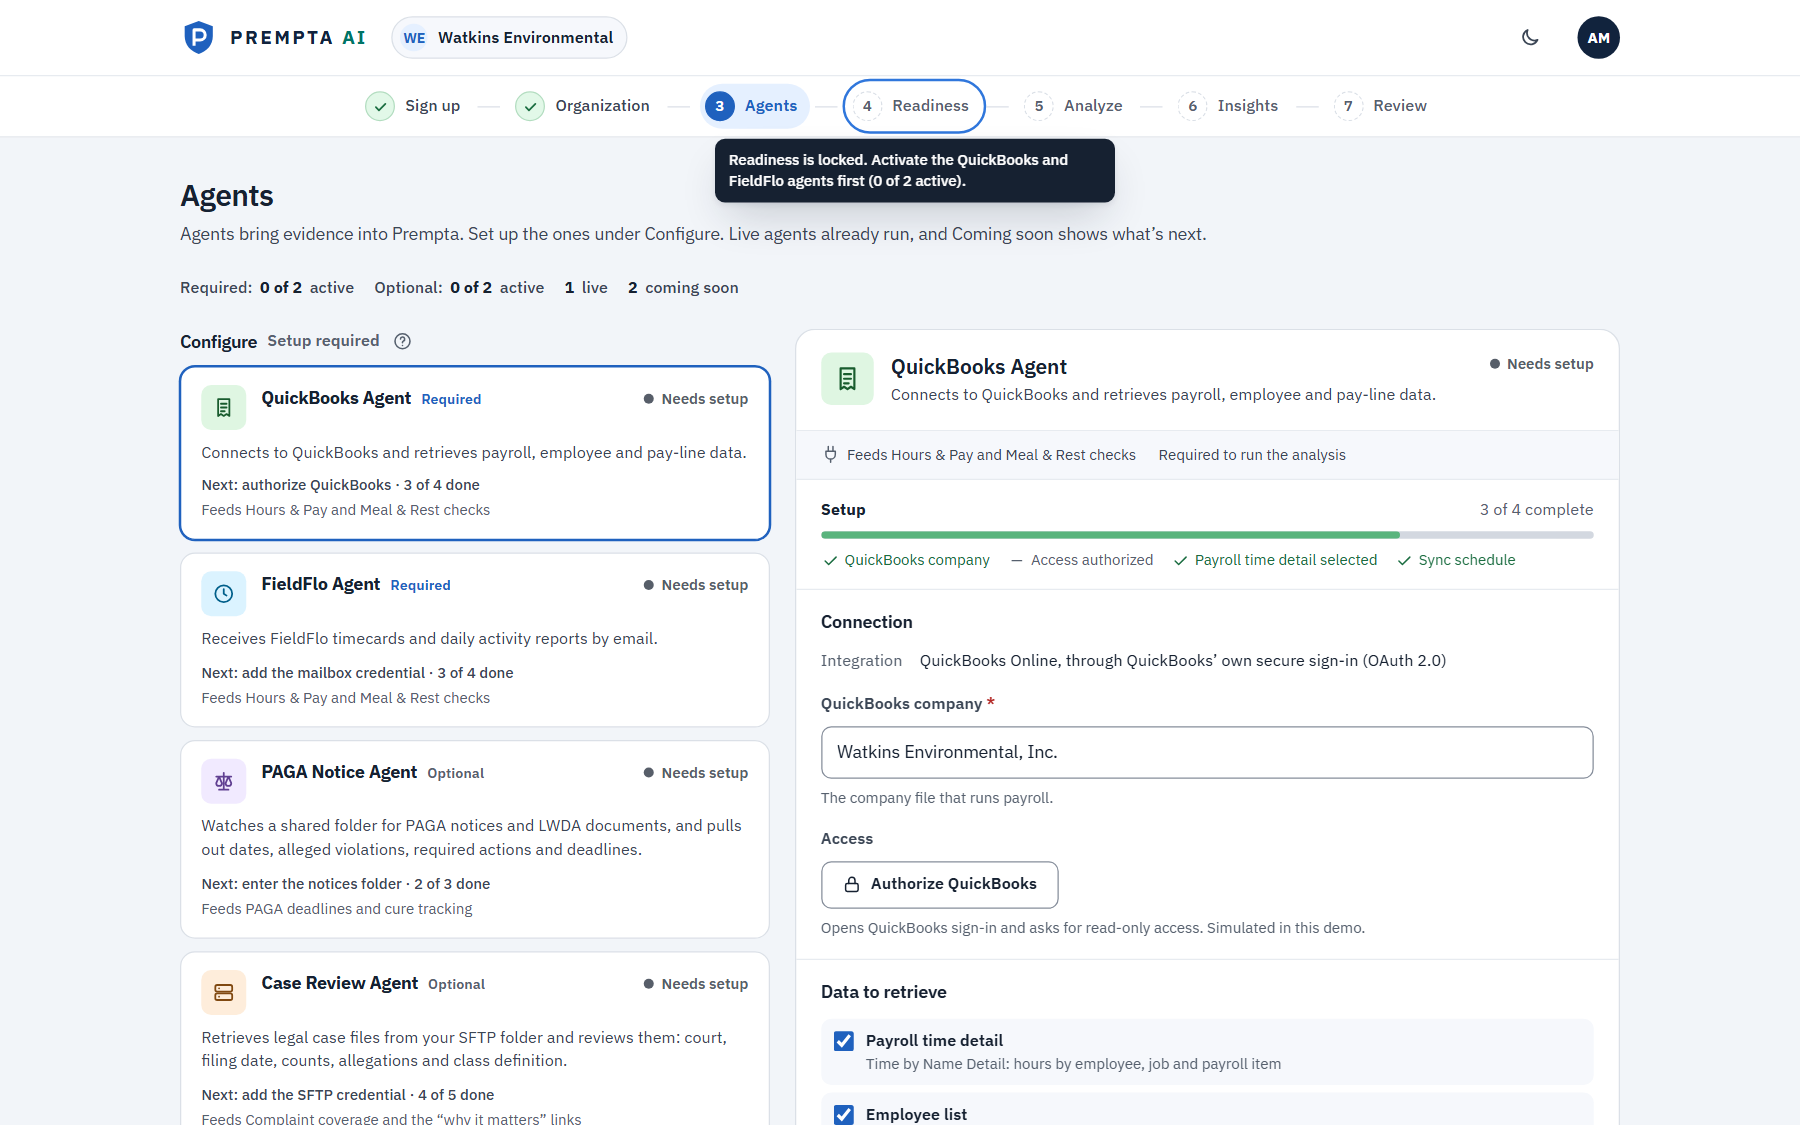 PREMPTA AI
WE Watkins Environmental
AM
Sign up
Organization
3 Agents
4 Readiness
5 Analyze
6 Insights
7 Review
Readiness is locked. Activate the QuickBooks and
FieldFlo agents first (0 of 2 active).
Agents
Agents bring evidence into Prempta. Set up the ones under Configure. Live agents already run, and Coming soon shows what’s next.
Required: 0 of 2 active Optional: 0 of 2 active 1 live 2 coming soon
Configure Setup required
QuickBooks Agent Required Needs setup
Connects to QuickBooks and retrieves payroll, employee and pay-line data.
Next: authorize QuickBooks · 3 of 4 done
Feeds Hours & Pay and Meal & Rest checks
FieldFlo Agent Required Needs setup
Receives FieldFlo timecards and daily activity reports by email.
Next: add the mailbox credential · 3 of 4 done
Feeds Hours & Pay and Meal & Rest checks
PAGA Notice Agent Optional Needs setup
Watches a shared folder for PAGA notices and LWDA documents, and pulls
out dates, alleged violations, required actions and deadlines.
Next: enter the notices folder · 2 of 3 done
Feeds PAGA deadlines and cure tracking
Case Review Agent Optional Needs setup
Retrieves legal case files from your SFTP folder and reviews them: court,
filing date, counts, allegations and class definition.
Next: add the SFTP credential · 4 of 5 done
Feeds Complaint coverage and the “why it matters” links
QuickBooks Agent Needs setup
Connects to QuickBooks and retrieves payroll, employee and pay-line data.
Feeds Hours & Pay and Meal & Rest checks Required to run the analysis
Setup 3 of 4 complete
QuickBooks company Access authorized Payroll time detail selected Sync schedule
Connection
Integration QuickBooks Online, through QuickBooks’ own secure sign-in (OAuth 2.0)
QuickBooks company *
Watkins Environmental, Inc.
The company file that runs payroll.
Access
Authorize QuickBooks
Opens QuickBooks sign-in and asks for read-only access. Simulated in this demo.
Data to retrieve
Payroll time detail
Time by Name Detail: hours by employee, job and payroll item
Employee list